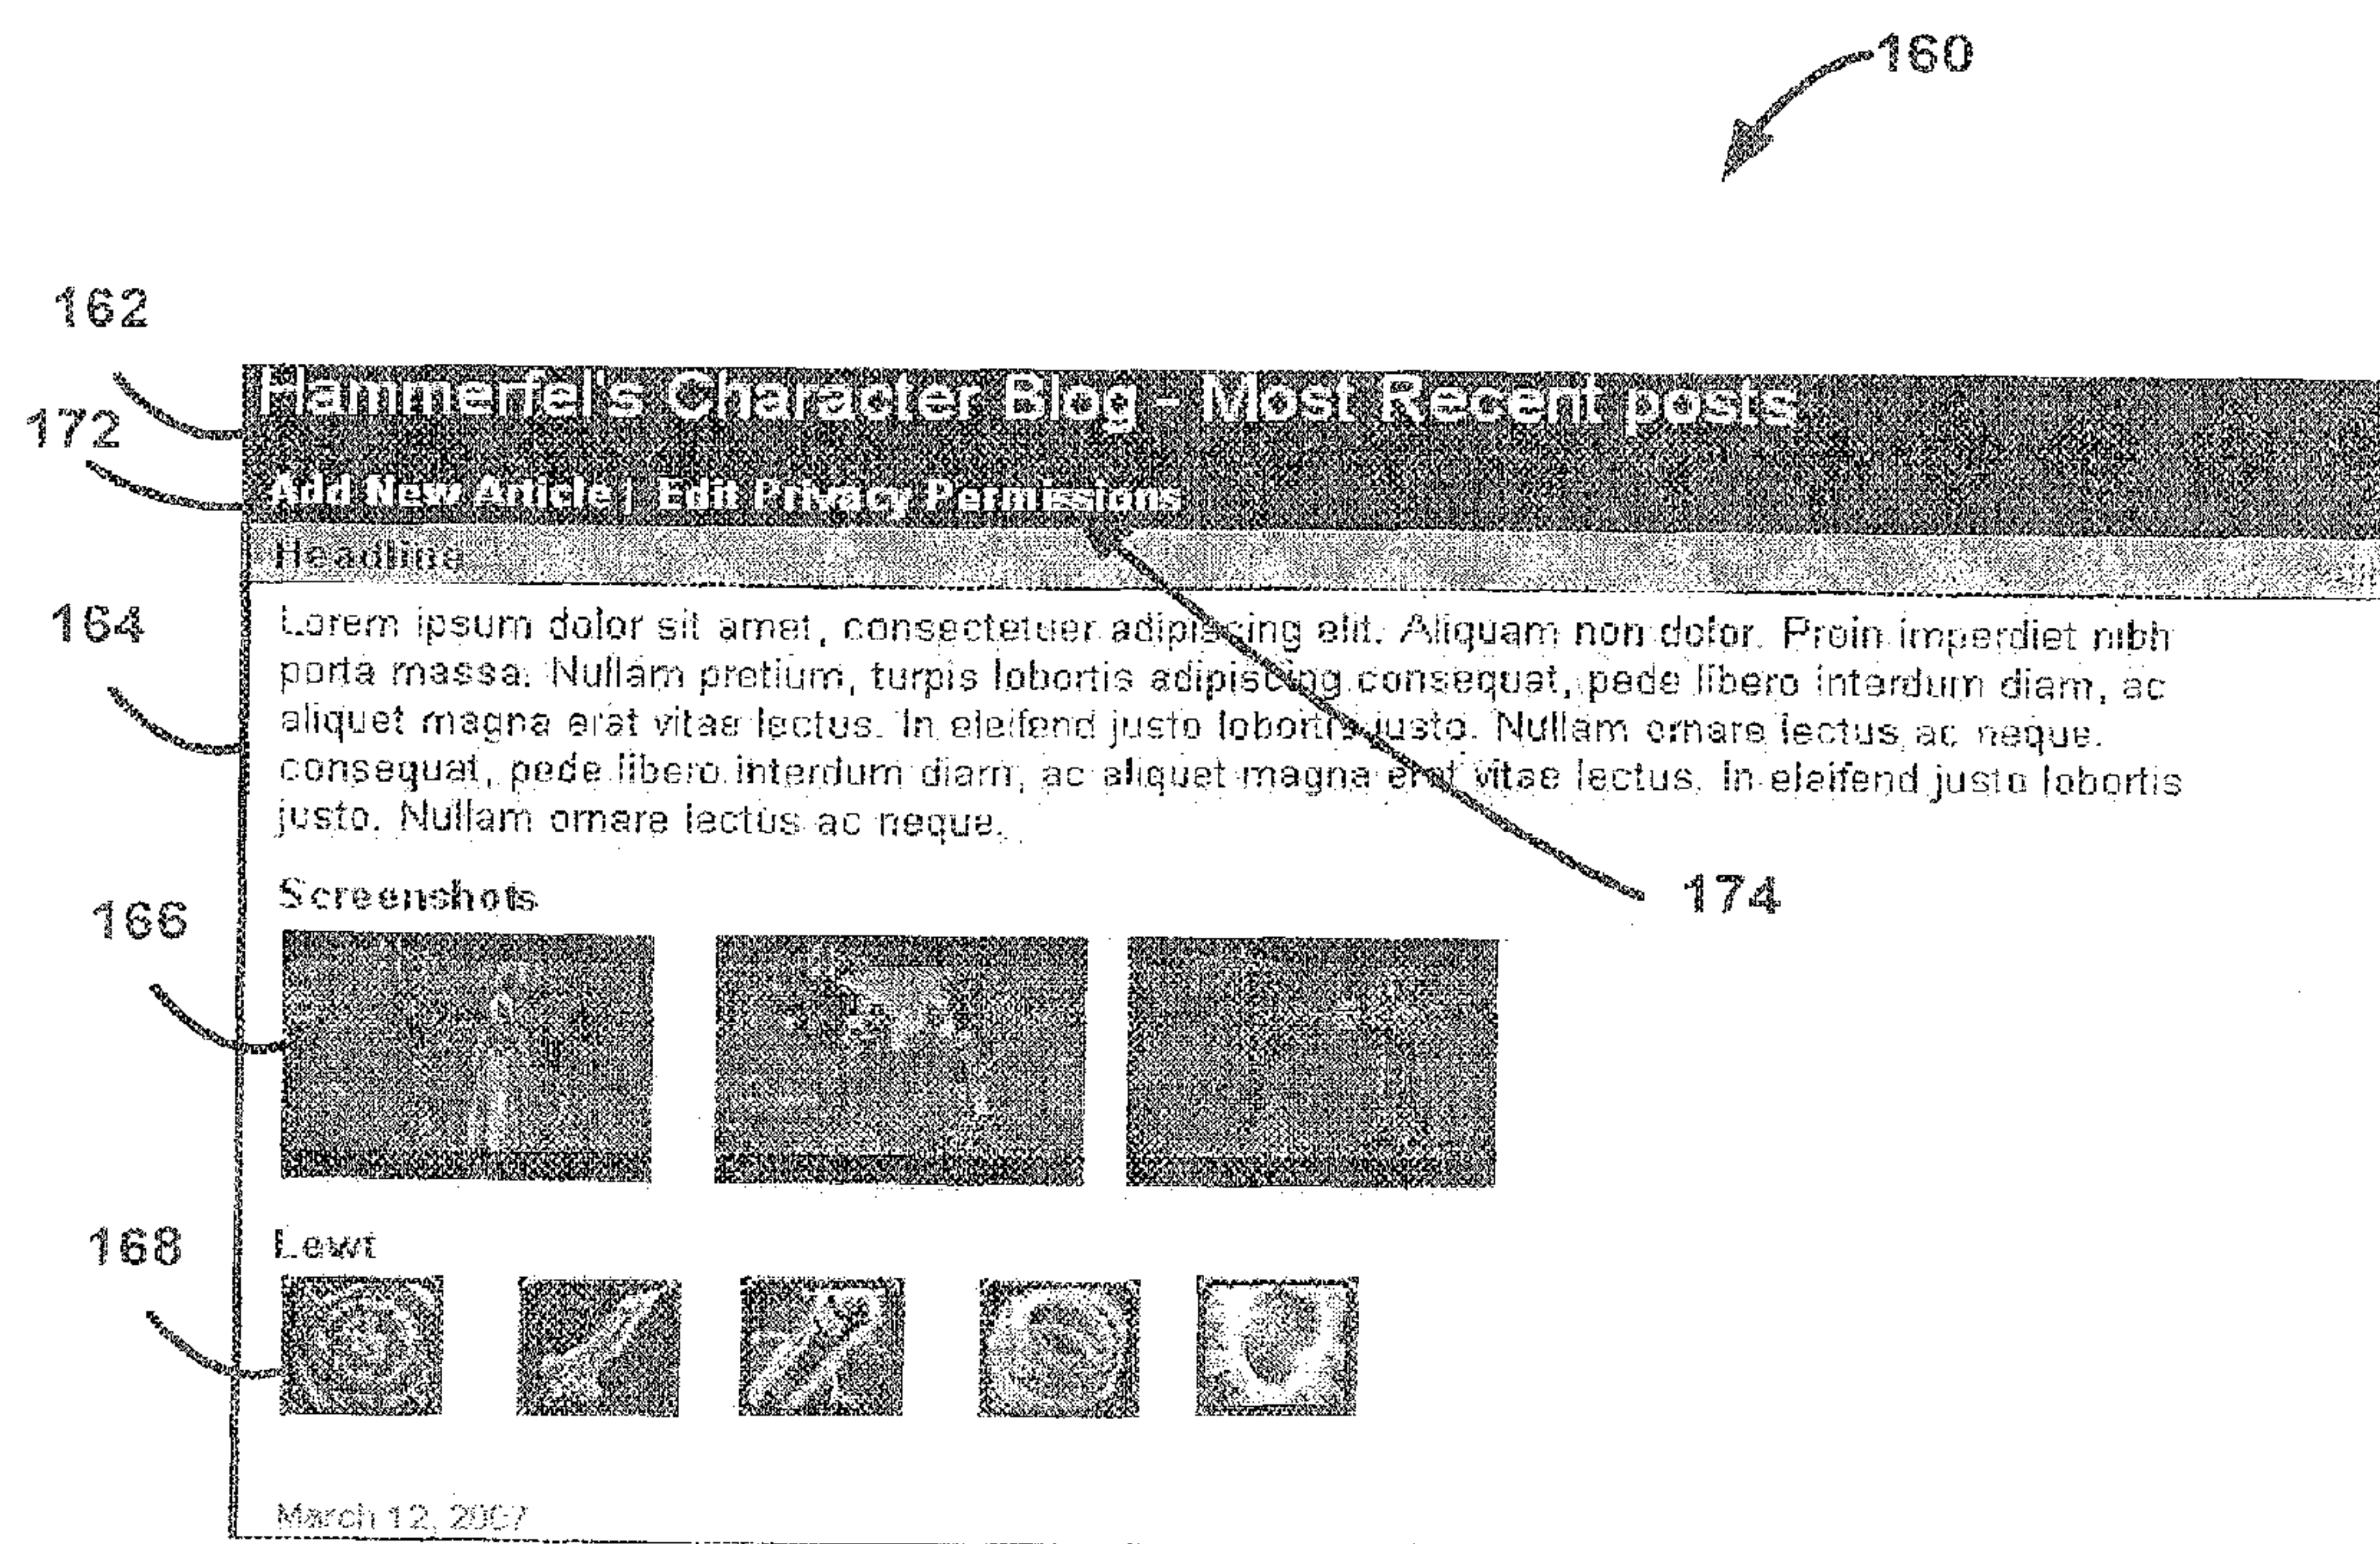 160
162
Hammerfel's Character Blog - Most Recent posts
172
Add New Article | Edit Privacy Permissions
Headline
164
Lorem ipsum dolor sit amet, consectetuer adipiscing elit. Aliquam non dolor. Proin imperdiet nibh
porta massa. Nullam pretium, turpis lobortis adipiscing consequat, pede libero interdum diam, ac
aliquet magna erat vitae lectus. In eleifend justo lobortis justo. Nullam ornare lectus ac neque.
consequat, pede libero interdum diam, ac aliquet magna erat vitae lectus. In eleifend justo lobortis
justo. Nullam ornare lectus ac neque.
174
Screenshots
166
Lewt
168
March 12, 2007